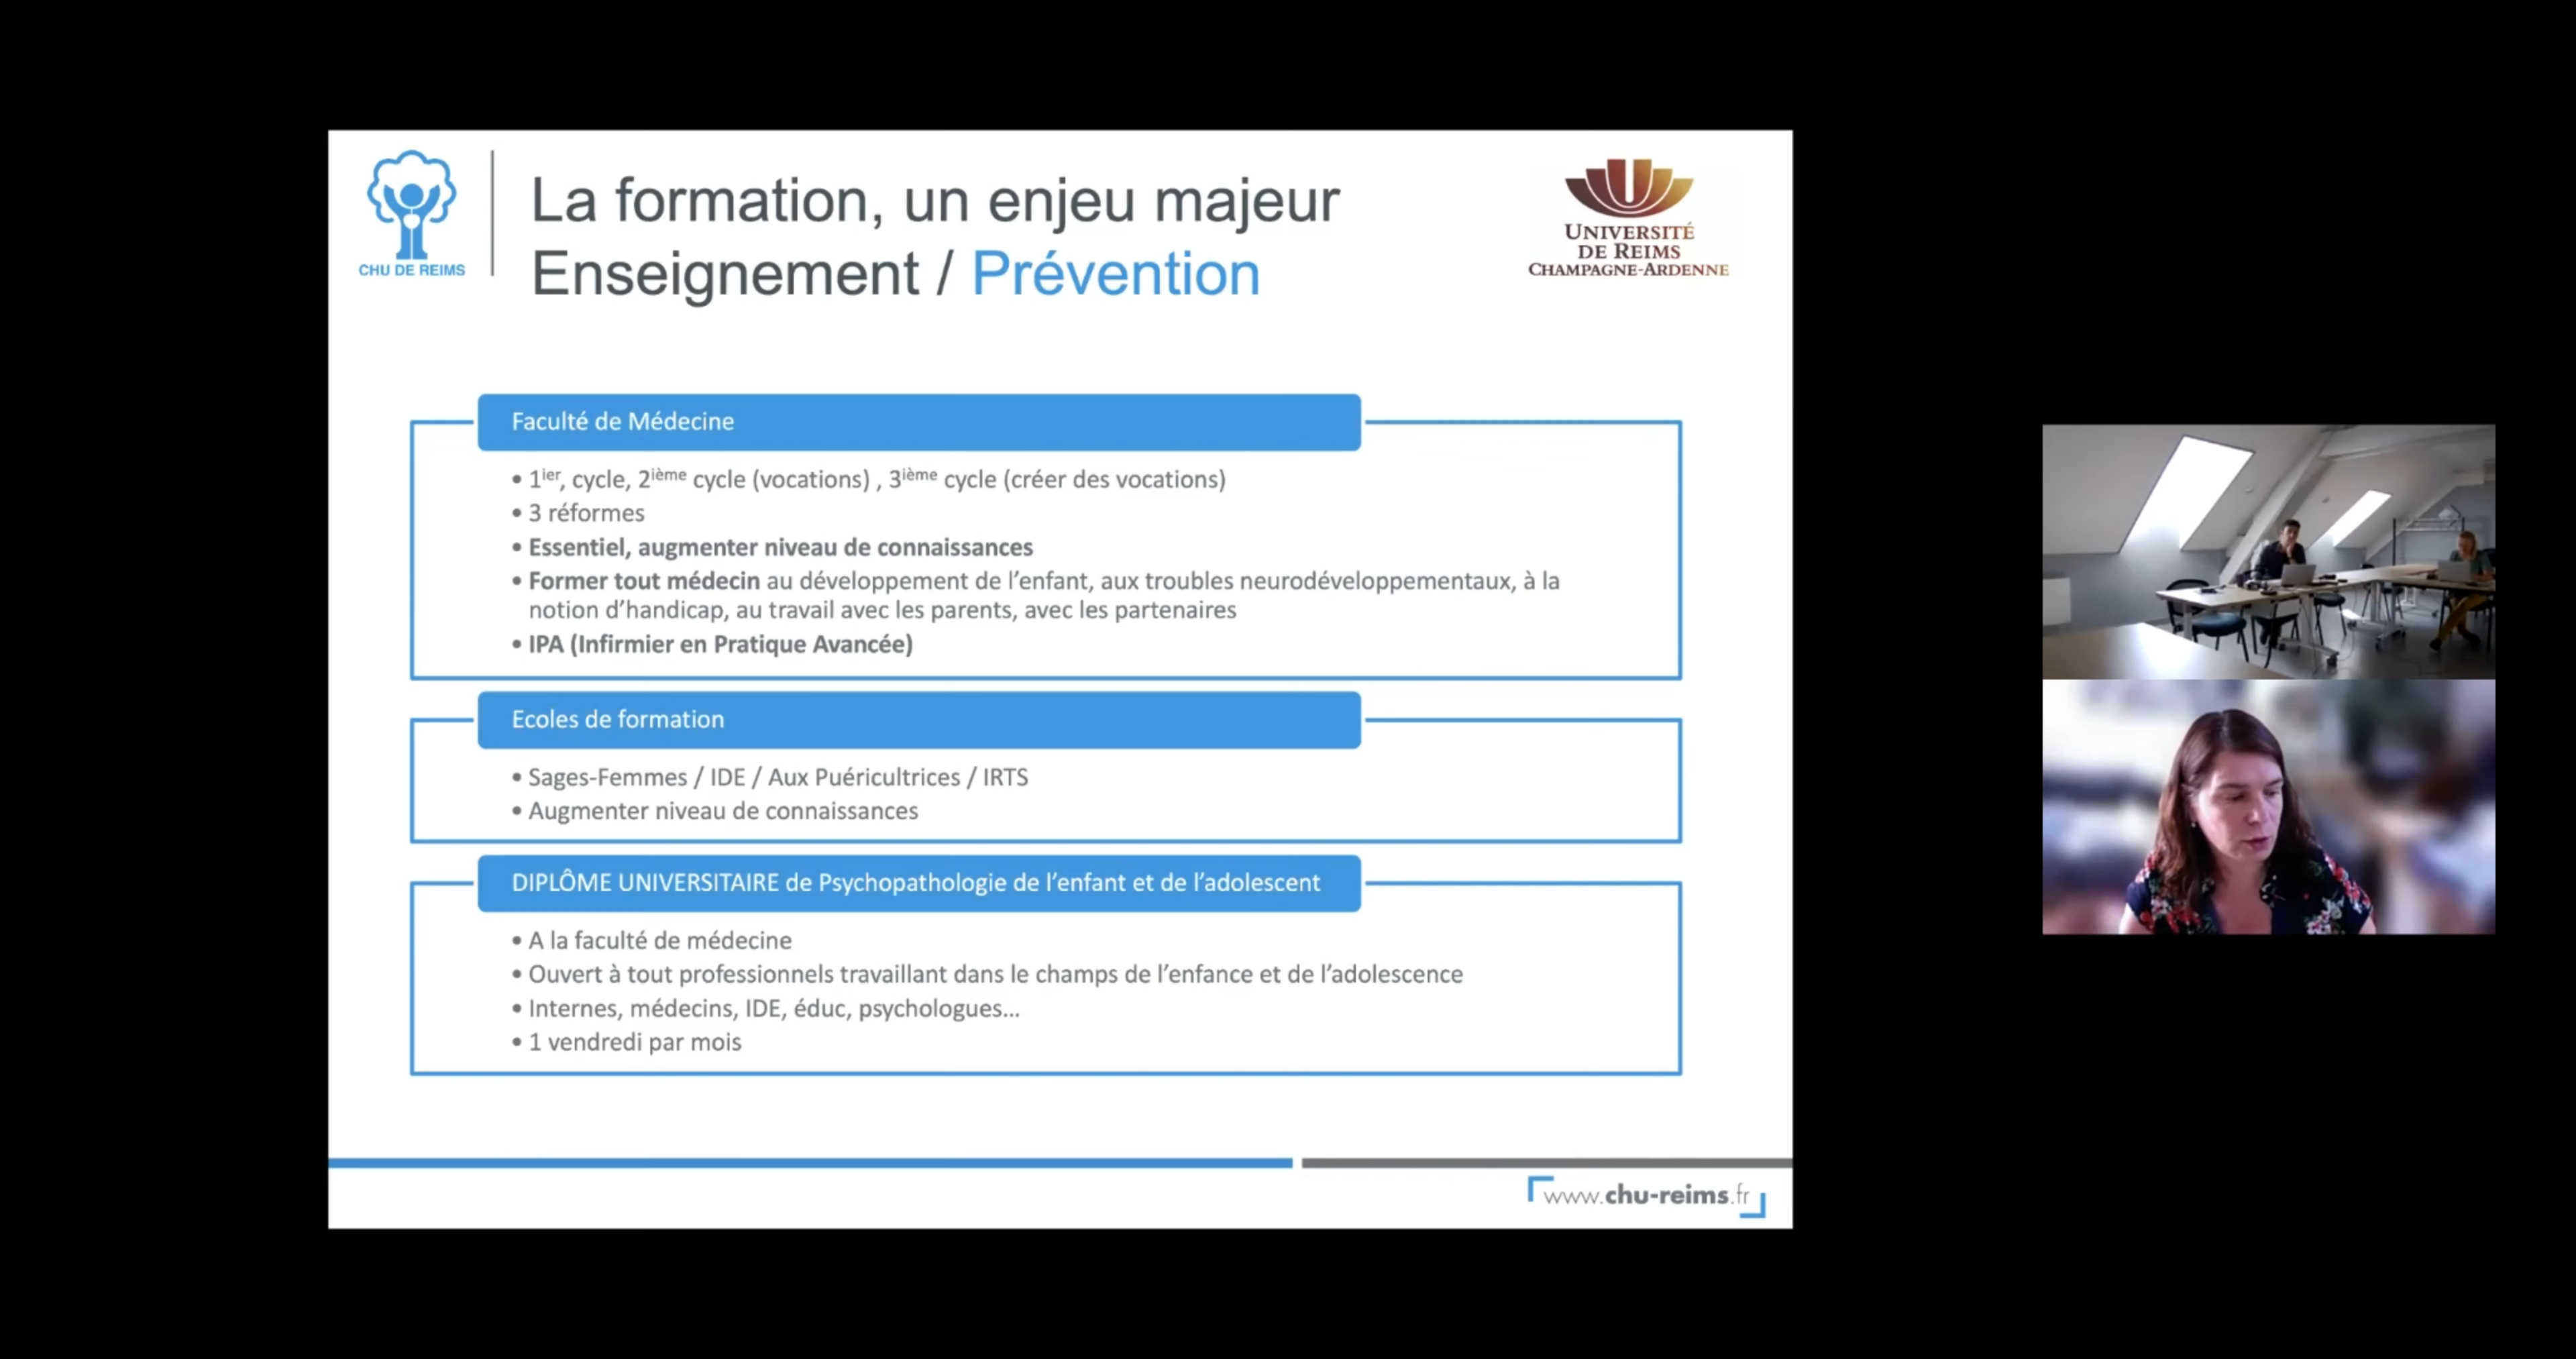 CHU DE REIMS
La formation, un enjeu majeur
Enseignement / Prévention
UNIVERSITÉ
DE REIMS
CHAMPAGNE-ARDENNE
Faculté de Médecine
• 1ier, cycle, 2ième cycle (vocations) , 3ième cycle (créer des vocations)
• 3 réformes
• Essentiel, augmenter niveau de connaissances
• Former tout médecin au développement de l'enfant, aux troubles neurodéveloppementaux, à la
notion d'handicap, au travail avec les parents, avec les partenaires
• IPA (Infirmier en Pratique Avancée)
Ecoles de formation
• Sages-Femmes / IDE / Aux Puéricultrices / IRTS
• Augmenter niveau de connaissances
DIPLÔME UNIVERSITAIRE de Psychopathologie de l'enfant et de l'adolescent
• A la faculté de médecine
• Ouvert à tout professionnels travaillant dans le champs de l'enfance et de l'adolescence
• Internes, médecins, IDE, éduc, psychologues...
• 1 vendredi par mois
www.chu-reims.fr